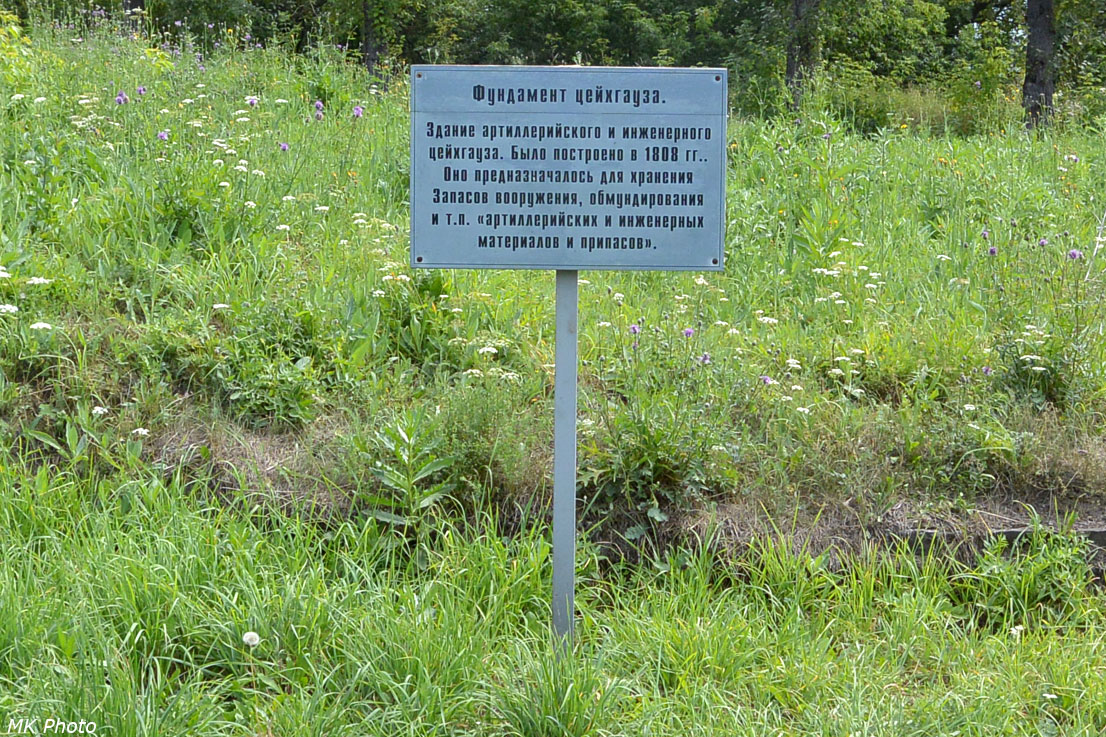 Фундамент цейхгауза.
Здание артиллерийского и инженерного
цейхгауза. Было построено в 1808 гг..
Оно предназначалось для хранения
Запасов вооружения, обмундирования
и т.п. «артиллерийских и инженерных
материалов и припасов».
MK Photo